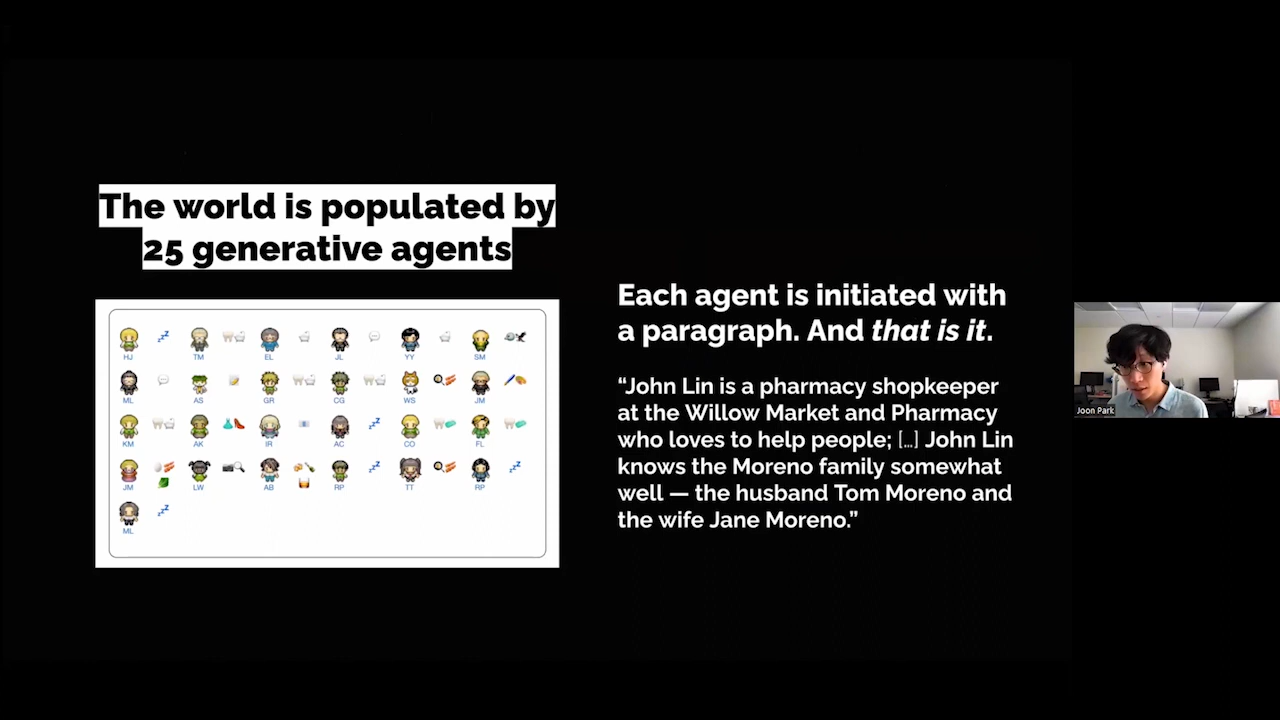 The world is populated by
25 generative agents
HJ TM EL JL YY SM
ML AS GR CG WS JM
KM AK IR AC CO FL
JM LW AB RP TT RP
ML
Each agent is initiated with
a paragraph. And that is it.
“John Lin is a pharmacy shopkeeper
at the Willow Market and Pharmacy
who loves to help people; [...] John Lin
knows the Moreno family somewhat
well — the husband Tom Moreno and
the wife Jane Moreno.”
Joon Park